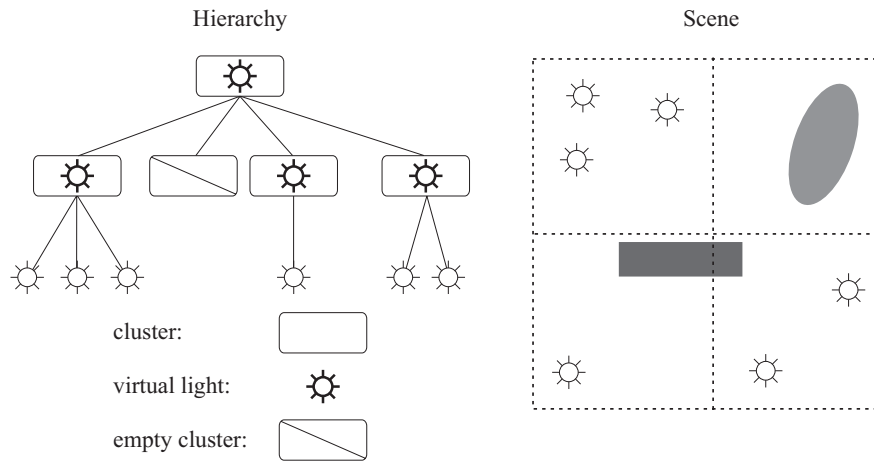 Hierarchy
Scene
cluster:
virtual light:
empty cluster: